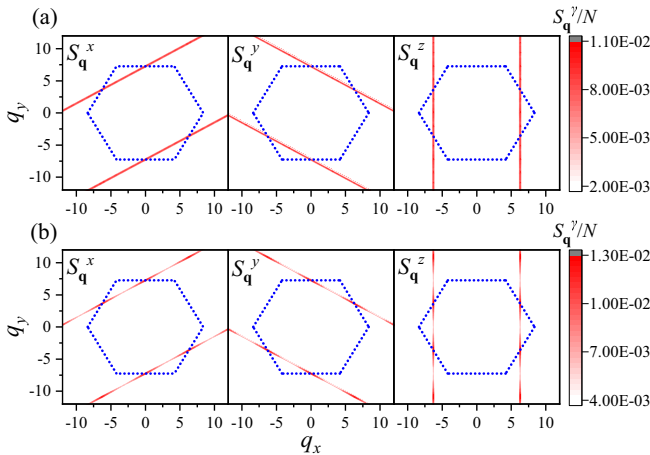 (a)
S_q^x
S_q^y
S_q^z
S_q^γ/N
10
5
0
-5
-10
q_y
-10 -5 0 5 10
-10 -5 0 5 10
-10 -5 0 5 10
1.10E-02
8.00E-03
5.00E-03
2.00E-03
(b)
S_q^x
S_q^y
S_q^z
S_q^γ/N
10
5
0
-5
-10
q_y
-10 -5 0 5 10
-10 -5 0 5 10
-10 -5 0 5 10
q_x
1.30E-02
1.00E-02
7.00E-03
4.00E-03